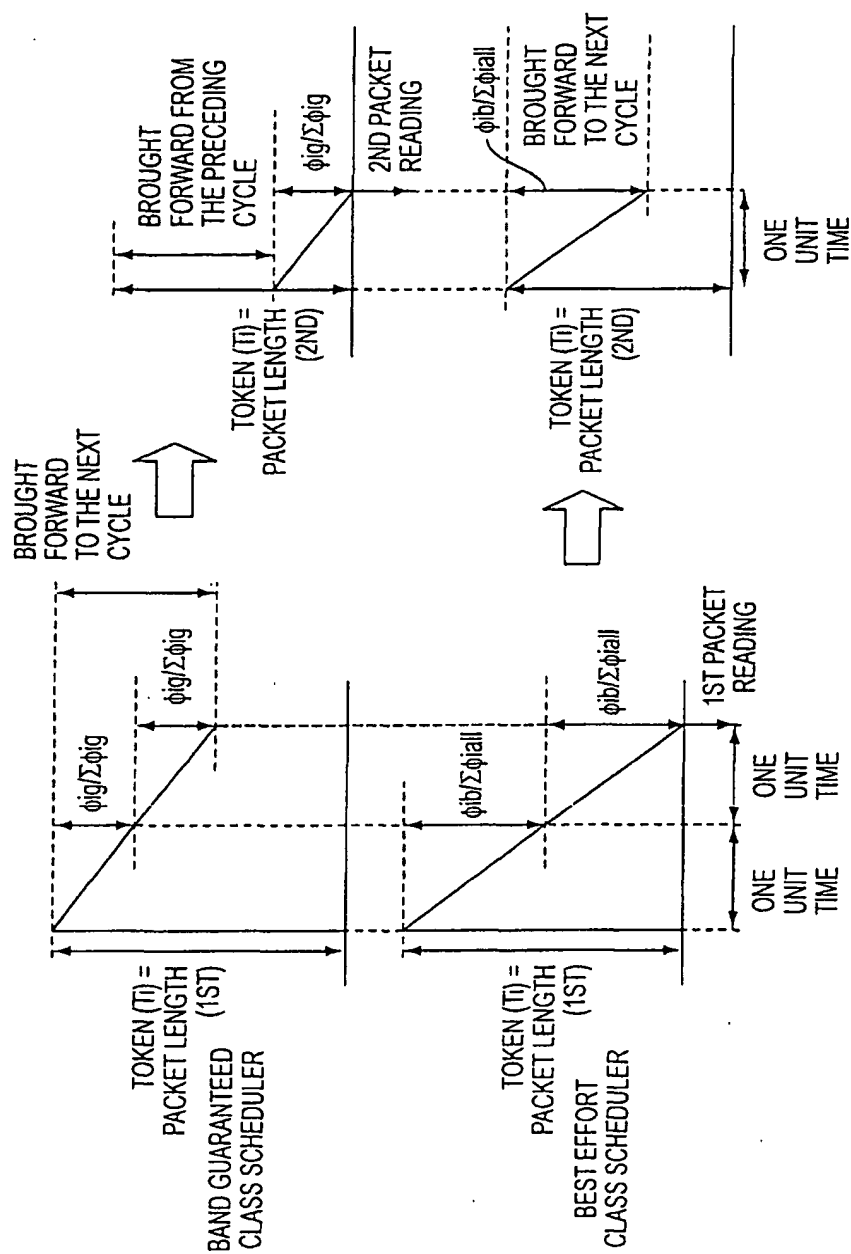 BROUGHT
FORWARD
TO THE NEXT
CYCLE
BROUGHT
FORWARD FROM
THE PRECEDING
CYCLE
TOKEN (Ti) =
PACKET LENGTH
(1ST)
BAND GUARANTEED
CLASS SCHEDULER
ϕig/Σϕig
ϕig/Σϕig
TOKEN (Ti) =
PACKET LENGTH
(2ND)
ϕig/Σϕig
2ND PACKET
READING
TOKEN (Ti) =
PACKET LENGTH
(1ST)
BEST EFFORT
CLASS SCHEDULER
ϕib/Σϕiall
ϕib/Σϕiall
1ST PACKET
READING
ONE
UNIT
TIME
ONE
UNIT
TIME
TOKEN (Ti) =
PACKET LENGTH
(2ND)
ϕib/Σϕiall
BROUGHT
FORWARD
TO THE NEXT
CYCLE
ONE
UNIT
TIME